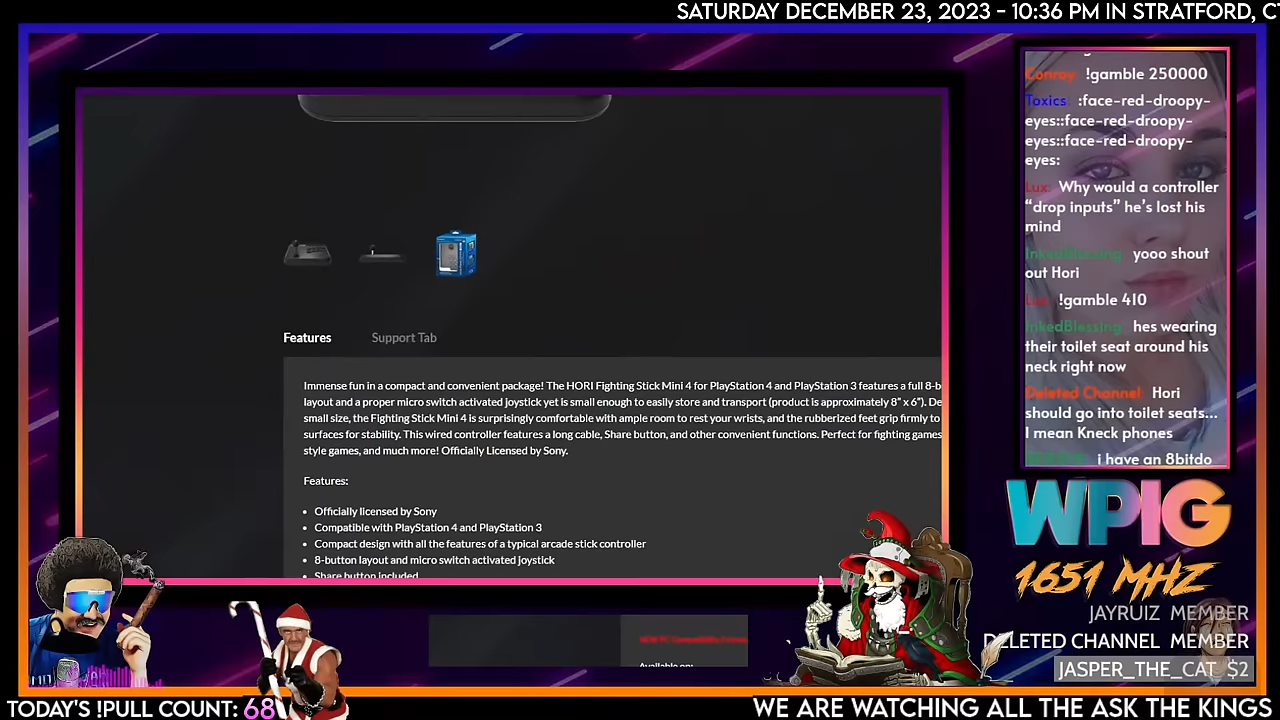 SATURDAY DECEMBER 23, 2023 - 10:36 PM IN STRATFORD, CT
Conroy: !gamble 250000
Toxics: :face-red-droopy-
eyes::face-red-droopy-
eyes::face-red-droopy-
eyes:
Lux: Why would a controller
“drop inputs” he’s lost his
mind
InkedBlessing: yooo shout
out Hori
Lux: !gamble 410
InkedBlessing: hes wearing
their toilet seat around his
neck right now
Deleted Channel: Hori
should go into toilet seats...
I mean Kneck phones
i have an 8bitdo
Features
Support Tab
Immense fun in a compact and convenient package! The HORI Fighting Stick Mini 4 for PlayStation 4 and PlayStation 3 features a full 8-b
layout and a proper micro switch activated joystick yet is small enough to easily store and transport (product is approximately 8" x 6"). De
small size, the Fighting Stick Mini 4 is surprisingly comfortable with ample room to rest your wrists, and the rubberized feet grip firmly to
surfaces for stability. This wired controller features a long cable, Share button, and other convenient functions. Perfect for fighting games
style games, and much more! Officially Licensed by Sony.
Features:
Officially licensed by Sony
Compatible with PlayStation 4 and PlayStation 3
Compact design with all the features of a typical arcade stick controller
8-button layout and micro switch activated joystick
Share button included
WPIG
1651 MHZ
JAYRUIZ MEMBER
DELETED CHANNEL MEMBER
JASPER_THE_CAT $2
Available on:
TODAY'S !PULL COUNT: 68
WE ARE WATCHING ALL THE ASK THE KINGS